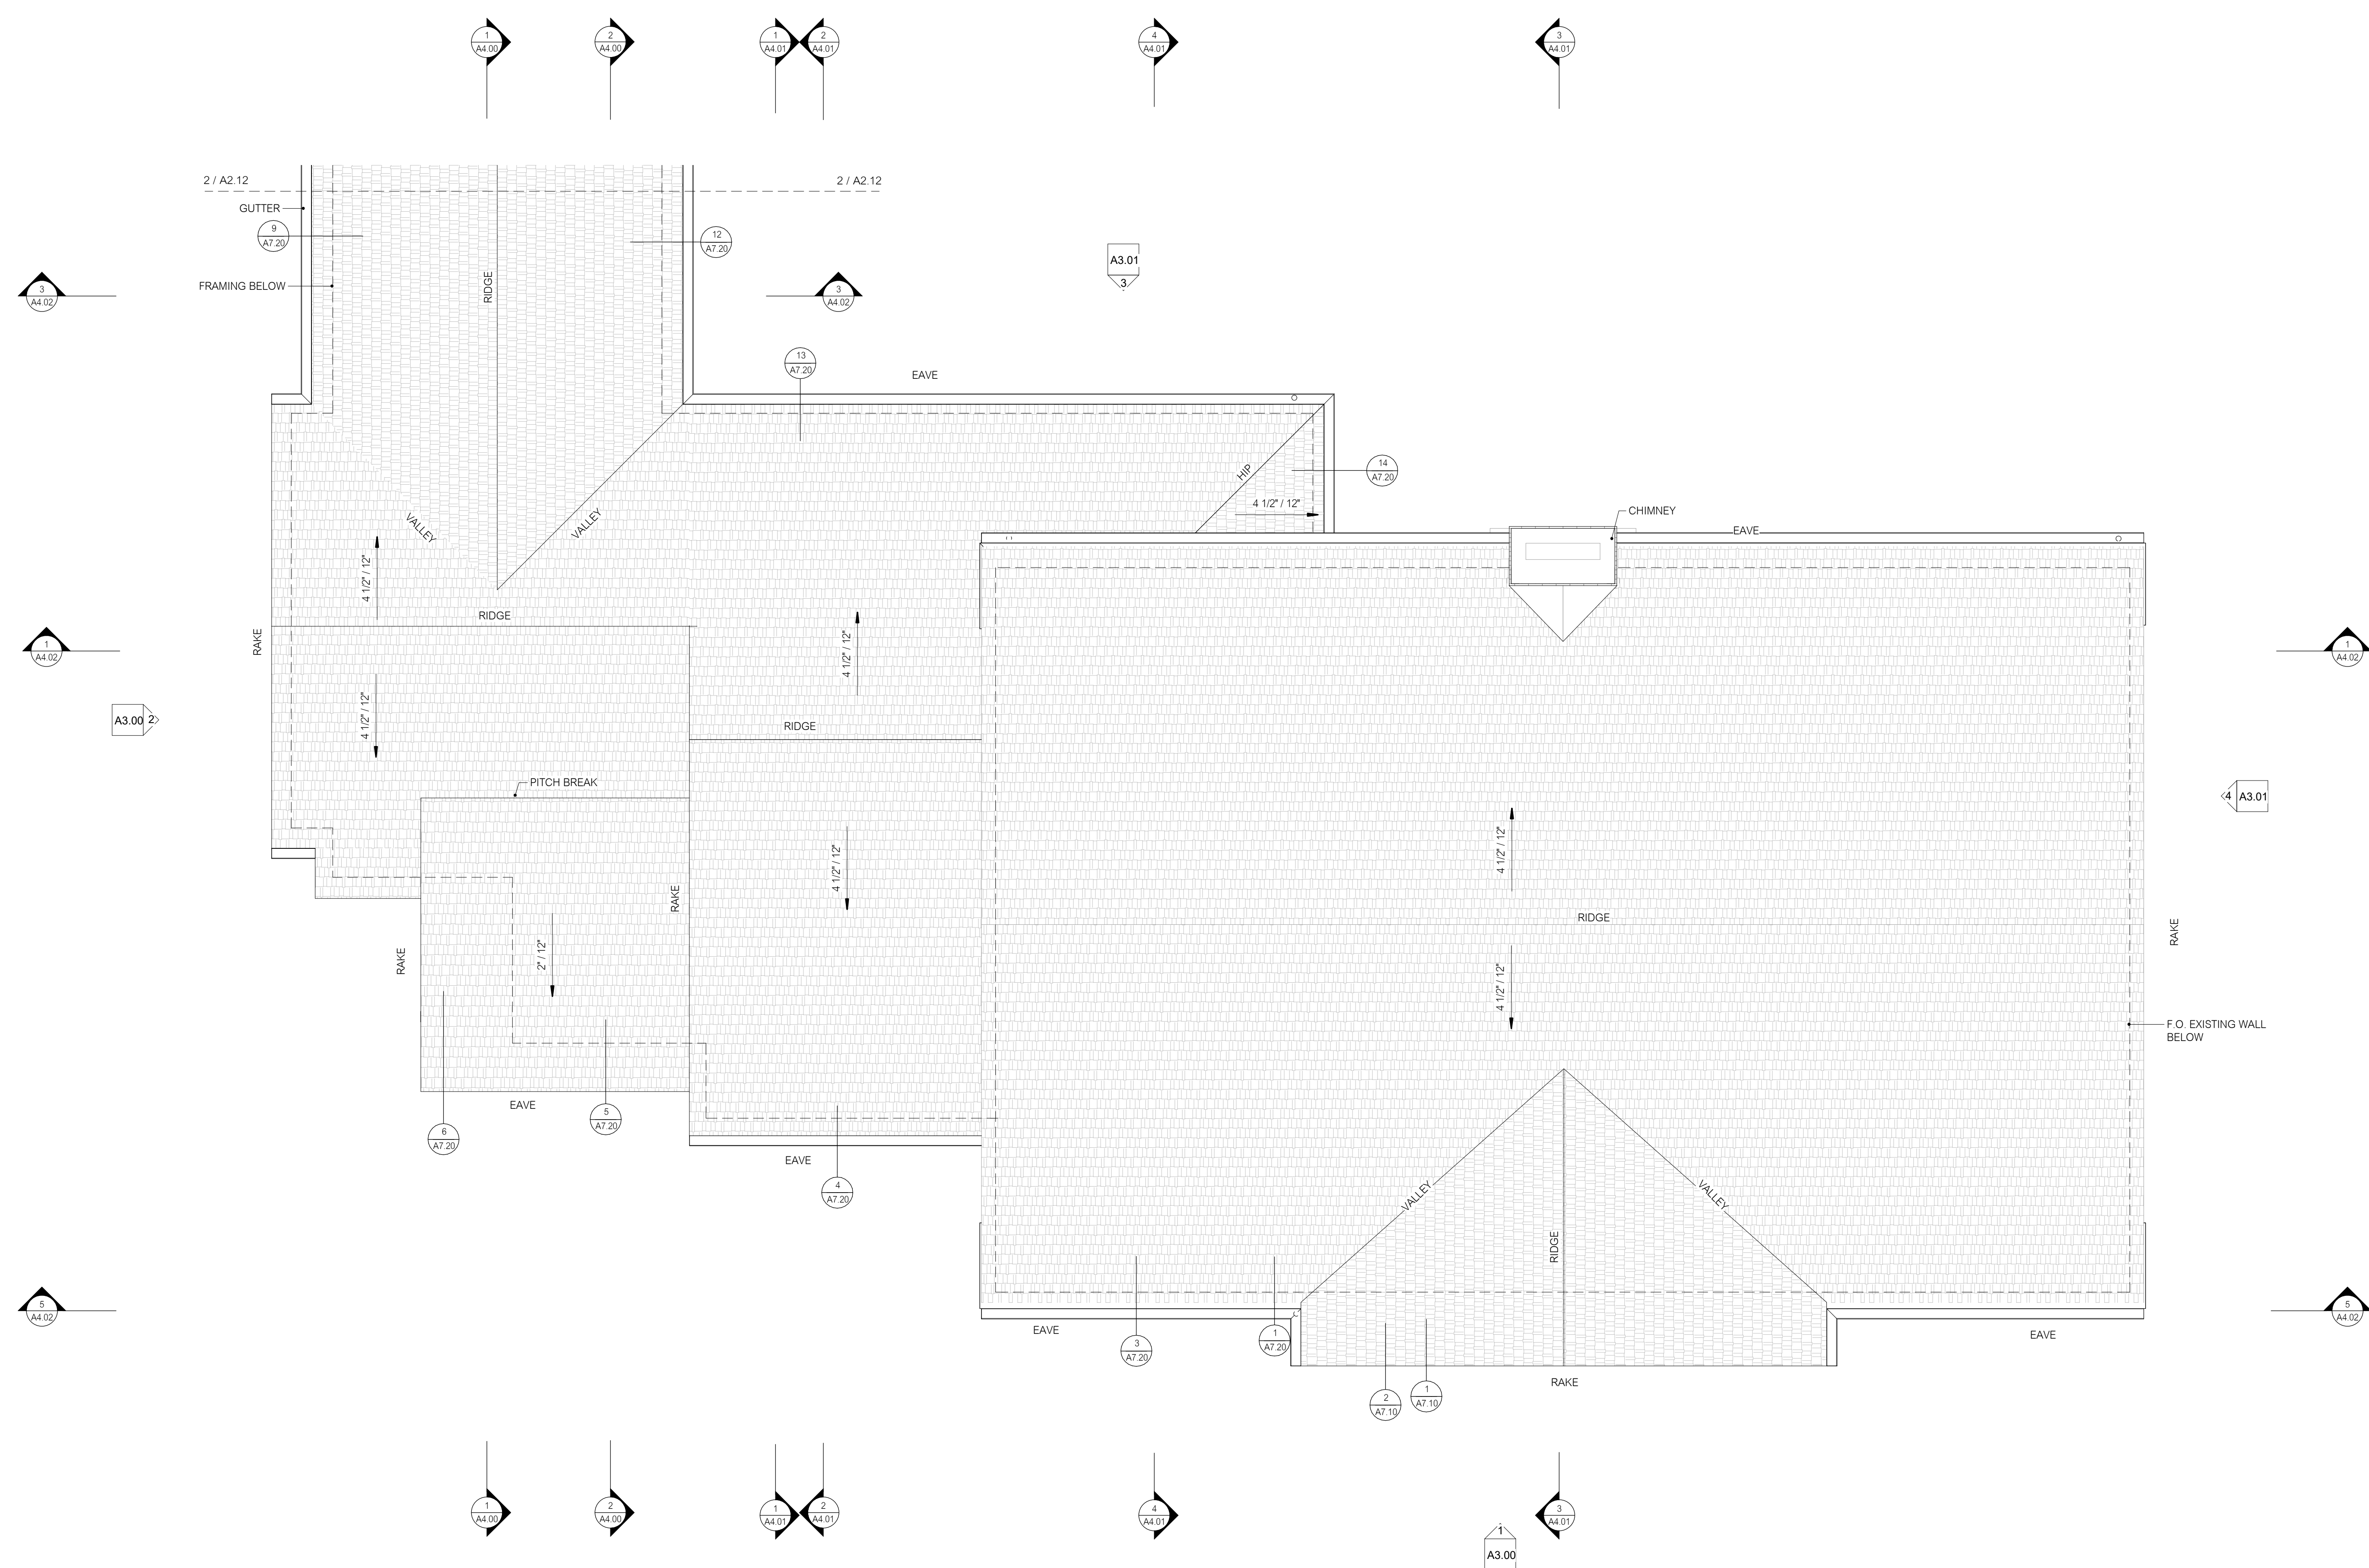 1
A4.00
2
A4.00
1
A4.01
2
A4.01
4
A4.01
3
A4.01
2 / A2.12
2 / A2.12
GUTTER
9
A7.20
12
A7.20
A3.01
3
FRAMING BELOW
RIDGE
3
A4.02
3
A4.02
13
A7.20
EAVE
14
A7.20
HIP
4 1/2" / 12"
CHIMNEY
EAVE
VALLEY
VALLEY
4 1/2" / 12"
RIDGE
RAKE
4 1/2" / 12"
1
A4.02
1
A4.02
A3.00
2
4 1/2" / 12"
RIDGE
PITCH BREAK
4
A3.01
4 1/2" / 12"
4 1/2" / 12"
RAKE
RIDGE
RAKE
RAKE
2" / 12"
4 1/2" / 12"
F.O. EXISTING WALL
BELOW
EAVE
5
A7.20
6
A7.20
EAVE
4
A7.20
VALLEY
VALLEY
RIDGE
5
A4.02
5
A4.02
EAVE
3
A7.20
1
A7.20
EAVE
RAKE
2
A7.10
1
A7.10
1
A4.00
2
A4.00
1
A4.01
2
A4.01
4
A4.01
3
A4.01
1
A3.00